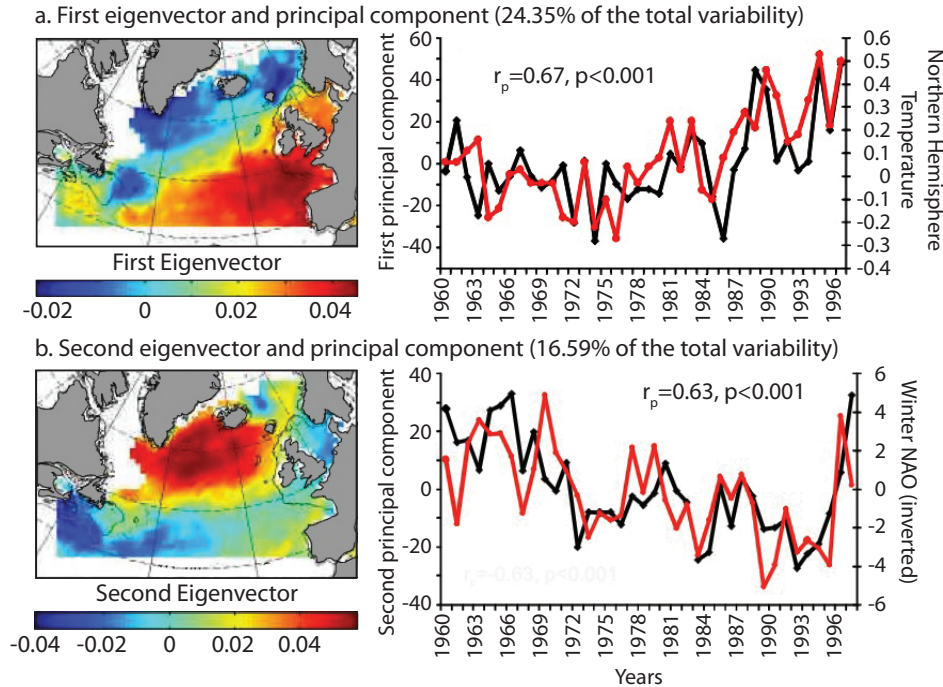 a. First eigenvector and principal component (24.35% of the total variability)
First Eigenvector
-0.02 0 0.02 0.04
First principal component
60
40
20
0
-20
-40
r_p=0.67, p<0.001
0.6
0.5
0.4
0.3
0.2
0.1
0
-0.1
-0.2
-0.3
-0.4
Northern Hemisphere
Temperature
1960 1963 1966 1969 1972 1975 1978 1981 1984 1987 1990 1993 1996
b. Second eigenvector and principal component (16.59% of the total variability)
Second Eigenvector
-0.04 -0.02 0 0.02 0.04
Second principal component
40
20
0
-20
-40
r_p=0.63, p<0.001
r_p=-0.63, p<0.001
6
4
2
0
-2
-4
-6
Winter NAO (inverted)
1960 1963 1966 1969 1972 1975 1978 1981 1984 1987 1990 1993 1996
Years